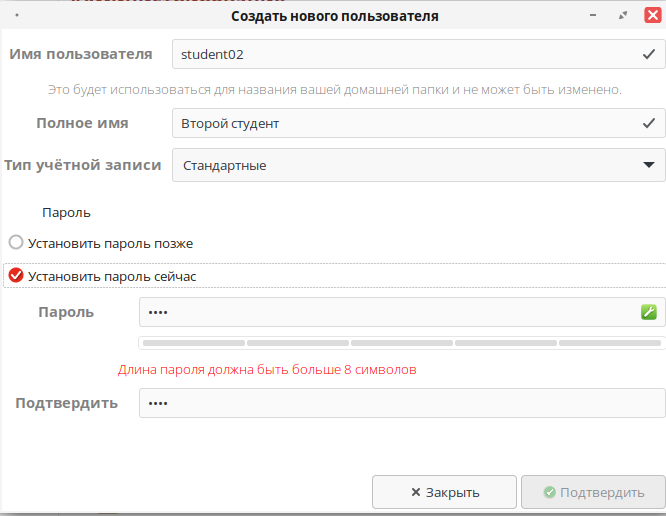 Создать нового пользователя
Имя пользователя student02
Это будет использоваться для названия вашей домашней папки и не может быть изменено.
Полное имя Второй студент
Тип учётной записи Стандартные
Пароль
Установить пароль позже
Установить пароль сейчас
Пароль ••••
Длина пароля должна быть больше 8 символов
Подтвердить ••••
Закрыть Подтвердить